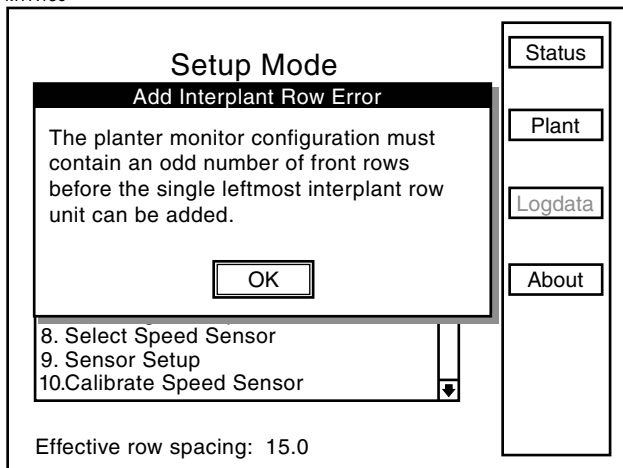 Setup Mode
Add Interplant Row Error
The planter monitor configuration must
contain an odd number of front rows
before the single leftmost interplant row
unit can be added.
OK
8. Select Speed Sensor
9. Sensor Setup
10.Calibrate Speed Sensor
Effective row spacing: 15.0
Status
Plant
Logdata
About